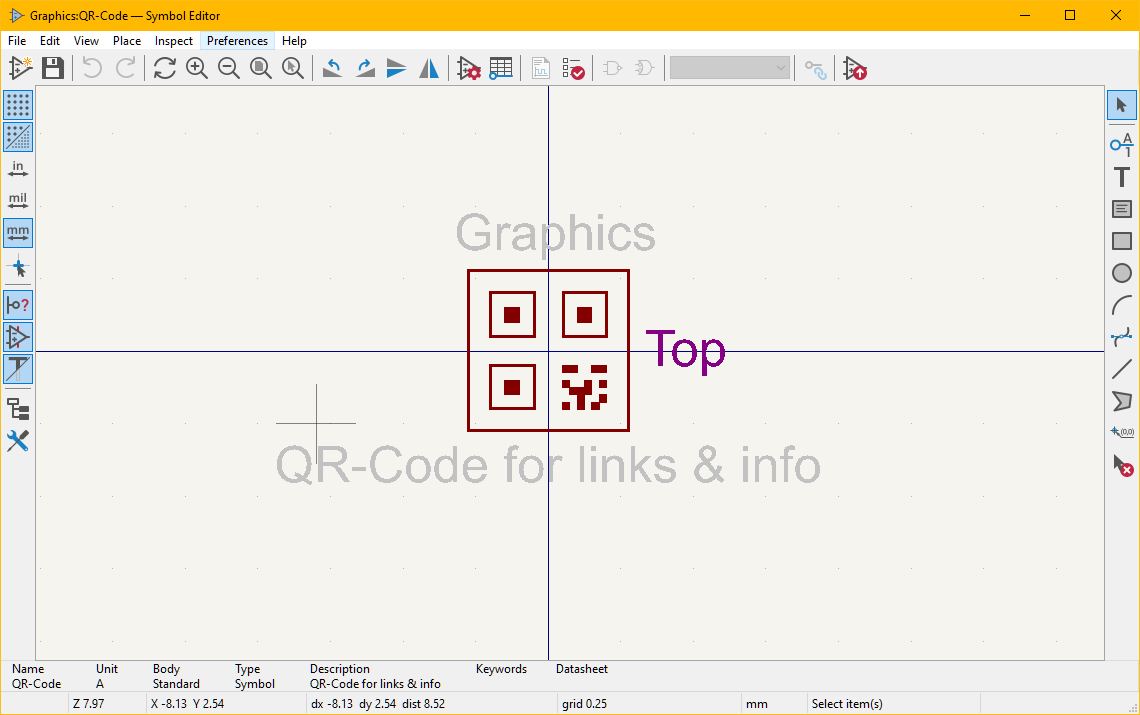 Graphics:QR-Code — Symbol Editor
File Edit View Place Inspect Preferences Help
in
mil
mm
?
T
A
1
T
(0,0)
Graphics
Top
QR-Code for links & info
Name Unit Body Type Description Keywords Datasheet
QR-Code A Standard Symbol QR-Code for links & info
Z 7.97 X -8.13 Y 2.54 dx -8.13 dy 2.54 dist 8.52 grid 0.25 mm Select item(s)